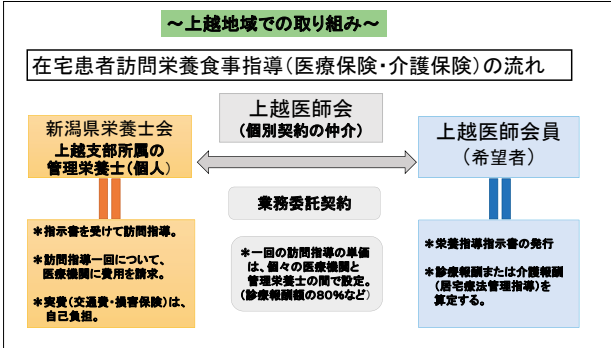 ～上越地域での取り組み～
在宅患者訪問栄養食事指導（医療保険・介護保険）の流れ
新潟県栄養士会
上越支部所属の
管理栄養士（個人）
上越医師会
（個別契約の仲介）
上越医師会員
（希望者）
業務委託契約
＊指示書を受けて訪問指導。
＊訪問指導一回について、
医療機関に費用を請求。
＊実費（交通費・損害保険）は、
自己負担。
＊一回の訪問指導の単価
は、個々の医療機関と
管理栄養士の間で設定。
（診療報酬額の80％など）
＊栄養指導指示書の発行
＊診療報酬または介護報酬
（居宅療法管理指導）を
算定する。